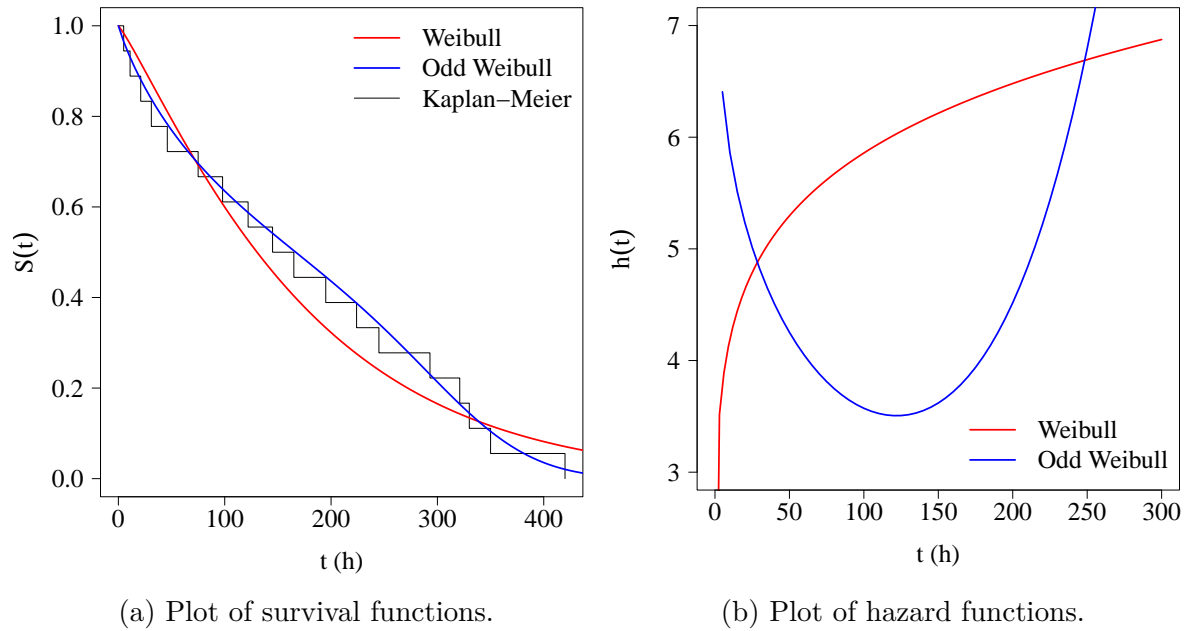 1.0
0.8
0.6
0.4
0.2
0.0
S(t)
Weibull
Odd Weibull
Kaplan−Meier
0 100 200 300 400
t (h)
(a) Plot of survival functions.
7
6
5
4
3
h(t)
Weibull
Odd Weibull
0 50 100 150 200 250 300
t (h)
(b) Plot of hazard functions.